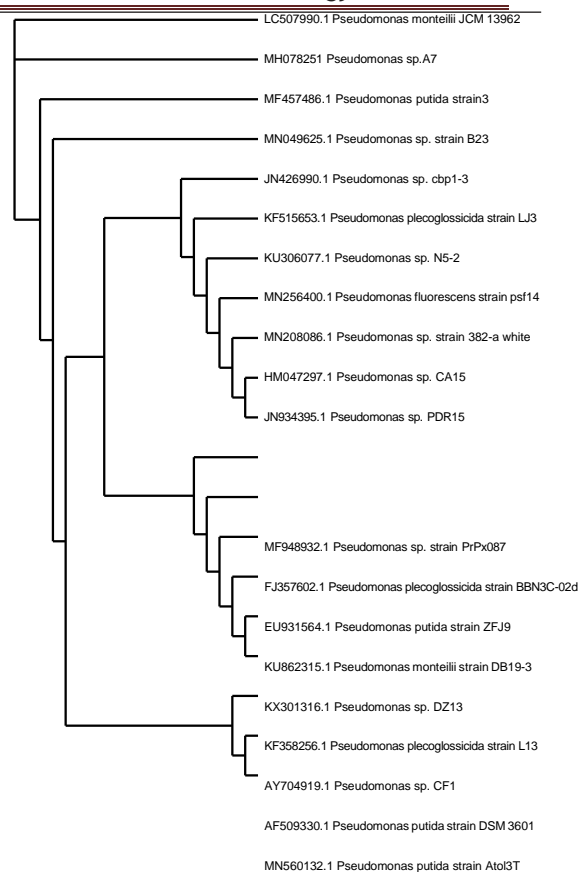 LC507990.1 Pseudomonas monteilii JCM 13962
MH078251 Pseudomonas sp.A7
MF457486.1 Pseudomonas putida strain3
MN049625.1 Pseudomonas sp. strain B23
JN426990.1 Pseudomonas sp. cbp1-3
KF515653.1 Pseudomonas plecoglossicida strain LJ3
KU306077.1 Pseudomonas sp. N5-2
MN256400.1 Pseudomonas fluorescens strain psf14
MN208086.1 Pseudomonas sp. strain 382-a white
HM047297.1 Pseudomonas sp. CA15
JN934395.1 Pseudomonas sp. PDR15
MF948932.1 Pseudomonas sp. strain PrPx087
FJ357602.1 Pseudomonas plecoglossicida strain BBN3C-02d
EU931564.1 Pseudomonas putida strain ZFJ9
KU862315.1 Pseudomonas monteilii strain DB19-3
KX301316.1 Pseudomonas sp. DZ13
KF358256.1 Pseudomonas plecoglossicida strain L13
AY704919.1 Pseudomonas sp. CF1
AF509330.1 Pseudomonas putida strain DSM 3601
MN560132.1 Pseudomonas putida strain Atol3T